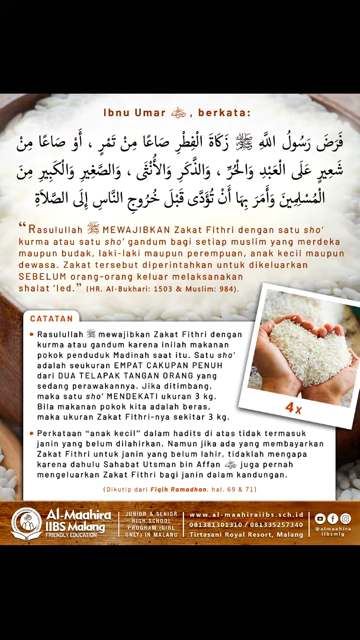 Ibnu Umar رضي الله عنه, berkata:
فَرَضَ رَسُولُ اللَّهِ ﷺ زَكَاةَ الْفِطْرِ صَاعًا مِنْ تَمْرٍ ، أَوْ صَاعًا مِنْ
شَعِيرٍ عَلَى الْعَبْدِ وَالْحُرِّ ، وَالذَّكَرِ وَالْأُنْثَى ، وَالصَّغِيرِ وَالْكَبِيرِ مِنَ
الْمُسْلِمِينَ وَأَمَرَ بِهَا أَنْ تُؤَدَّى قَبْلَ خُرُوجِ النَّاسِ إِلَى الصَّلَاةِ
“Rasulullah ﷺ MEWAJIBKAN Zakat Fithri dengan satu sho’
kurma atau satu sho’ gandum bagi setiap muslim yang merdeka
maupun budak, laki-laki maupun perempuan, anak kecil maupun
dewasa. Zakat tersebut diperintahkan untuk dikeluarkan
SEBELUM orang-orang keluar melaksanakan
shalat ‘Ied.” (HR. Al-Bukhari: 1503 & Muslim: 984).
CATATAN
• Rasulullah ﷺ mewajibkan Zakat Fithri dengan
kurma atau gandum karena inilah makanan
pokok penduduk Madinah saat itu. Satu sho’
adalah seukuran EMPAT CAKUPAN PENUH
dari DUA TELAPAK TANGAN ORANG yang
sedang perawakannya. Jika ditimbang,
maka satu sho’ MENDEKATI ukuran 3 kg.
Bila makanan pokok kita adalah beras,
maka ukuran Zakat Fithri-nya sekitar 3 kg.
4x
• Perkataan “anak kecil” dalam hadits di atas tidak termasuk
janin yang belum dilahirkan. Namun jika ada yang membayarkan
Zakat Fithri untuk janin yang belum lahir, tidaklah mengapa
karena dahulu Sahabat Utsman bin Affan رضي الله عنه juga pernah
mengeluarkan Zakat Fithri bagi janin dalam kandungan.
(Dikutip dari Fiqih Ramadhan, hal. 69 & 71)
Al-Maahira
IIBS Malang
FRIENDLY EDUCATION
JUNIOR & SENIOR
HIGH SCHOOL
PROGRAM (GIRL
ONLY) IN MALANG
www.al-maahiraiibs.sch.id
081381301310 / 081335257340
Tirtasani Royal Resort, Malang
@almaahira
iibsmlg